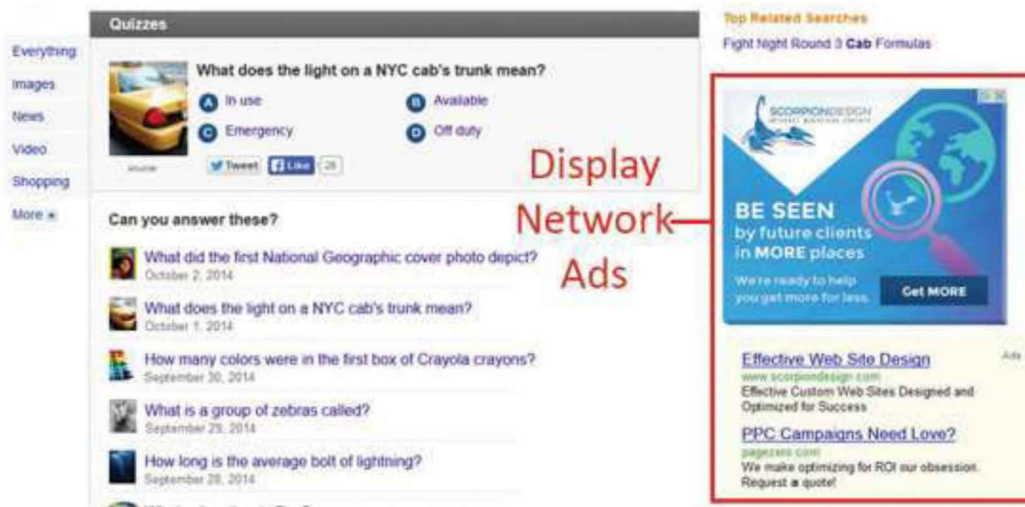 Everything
Images
News
Video
Shopping
More
Quizzes
What does the light on a NYC cab's trunk mean?
A In use
B Available
C Emergency
D Off duty
source
Tweet
Like
28
Can you answer these?
What did the first National Geographic cover photo depict?
October 2, 2014
What does the light on a NYC cab's trunk mean?
October 1, 2014
How many colors were in the first box of Crayola crayons?
September 30, 2014
What is a group of zebras called?
September 29, 2014
How long is the average bolt of lightning?
September 28, 2014
Display
Network
Ads
Top Related Searches
Fight Night Round 3 Cab Formulas
SCORPIONDESIGN
INTERNET MARKETING EXPERTS
BE SEEN
by future clients
in MORE places
We're ready to help
you get more for less.
Get MORE
Effective Web Site Design
Ads
www.scorpiondesign.com
Effective Custom Web Sites Designed and
Optimized for Success
PPC Campaigns Need Love?
pagezero.com
We make optimizing for ROI our obsession.
Request a quote!